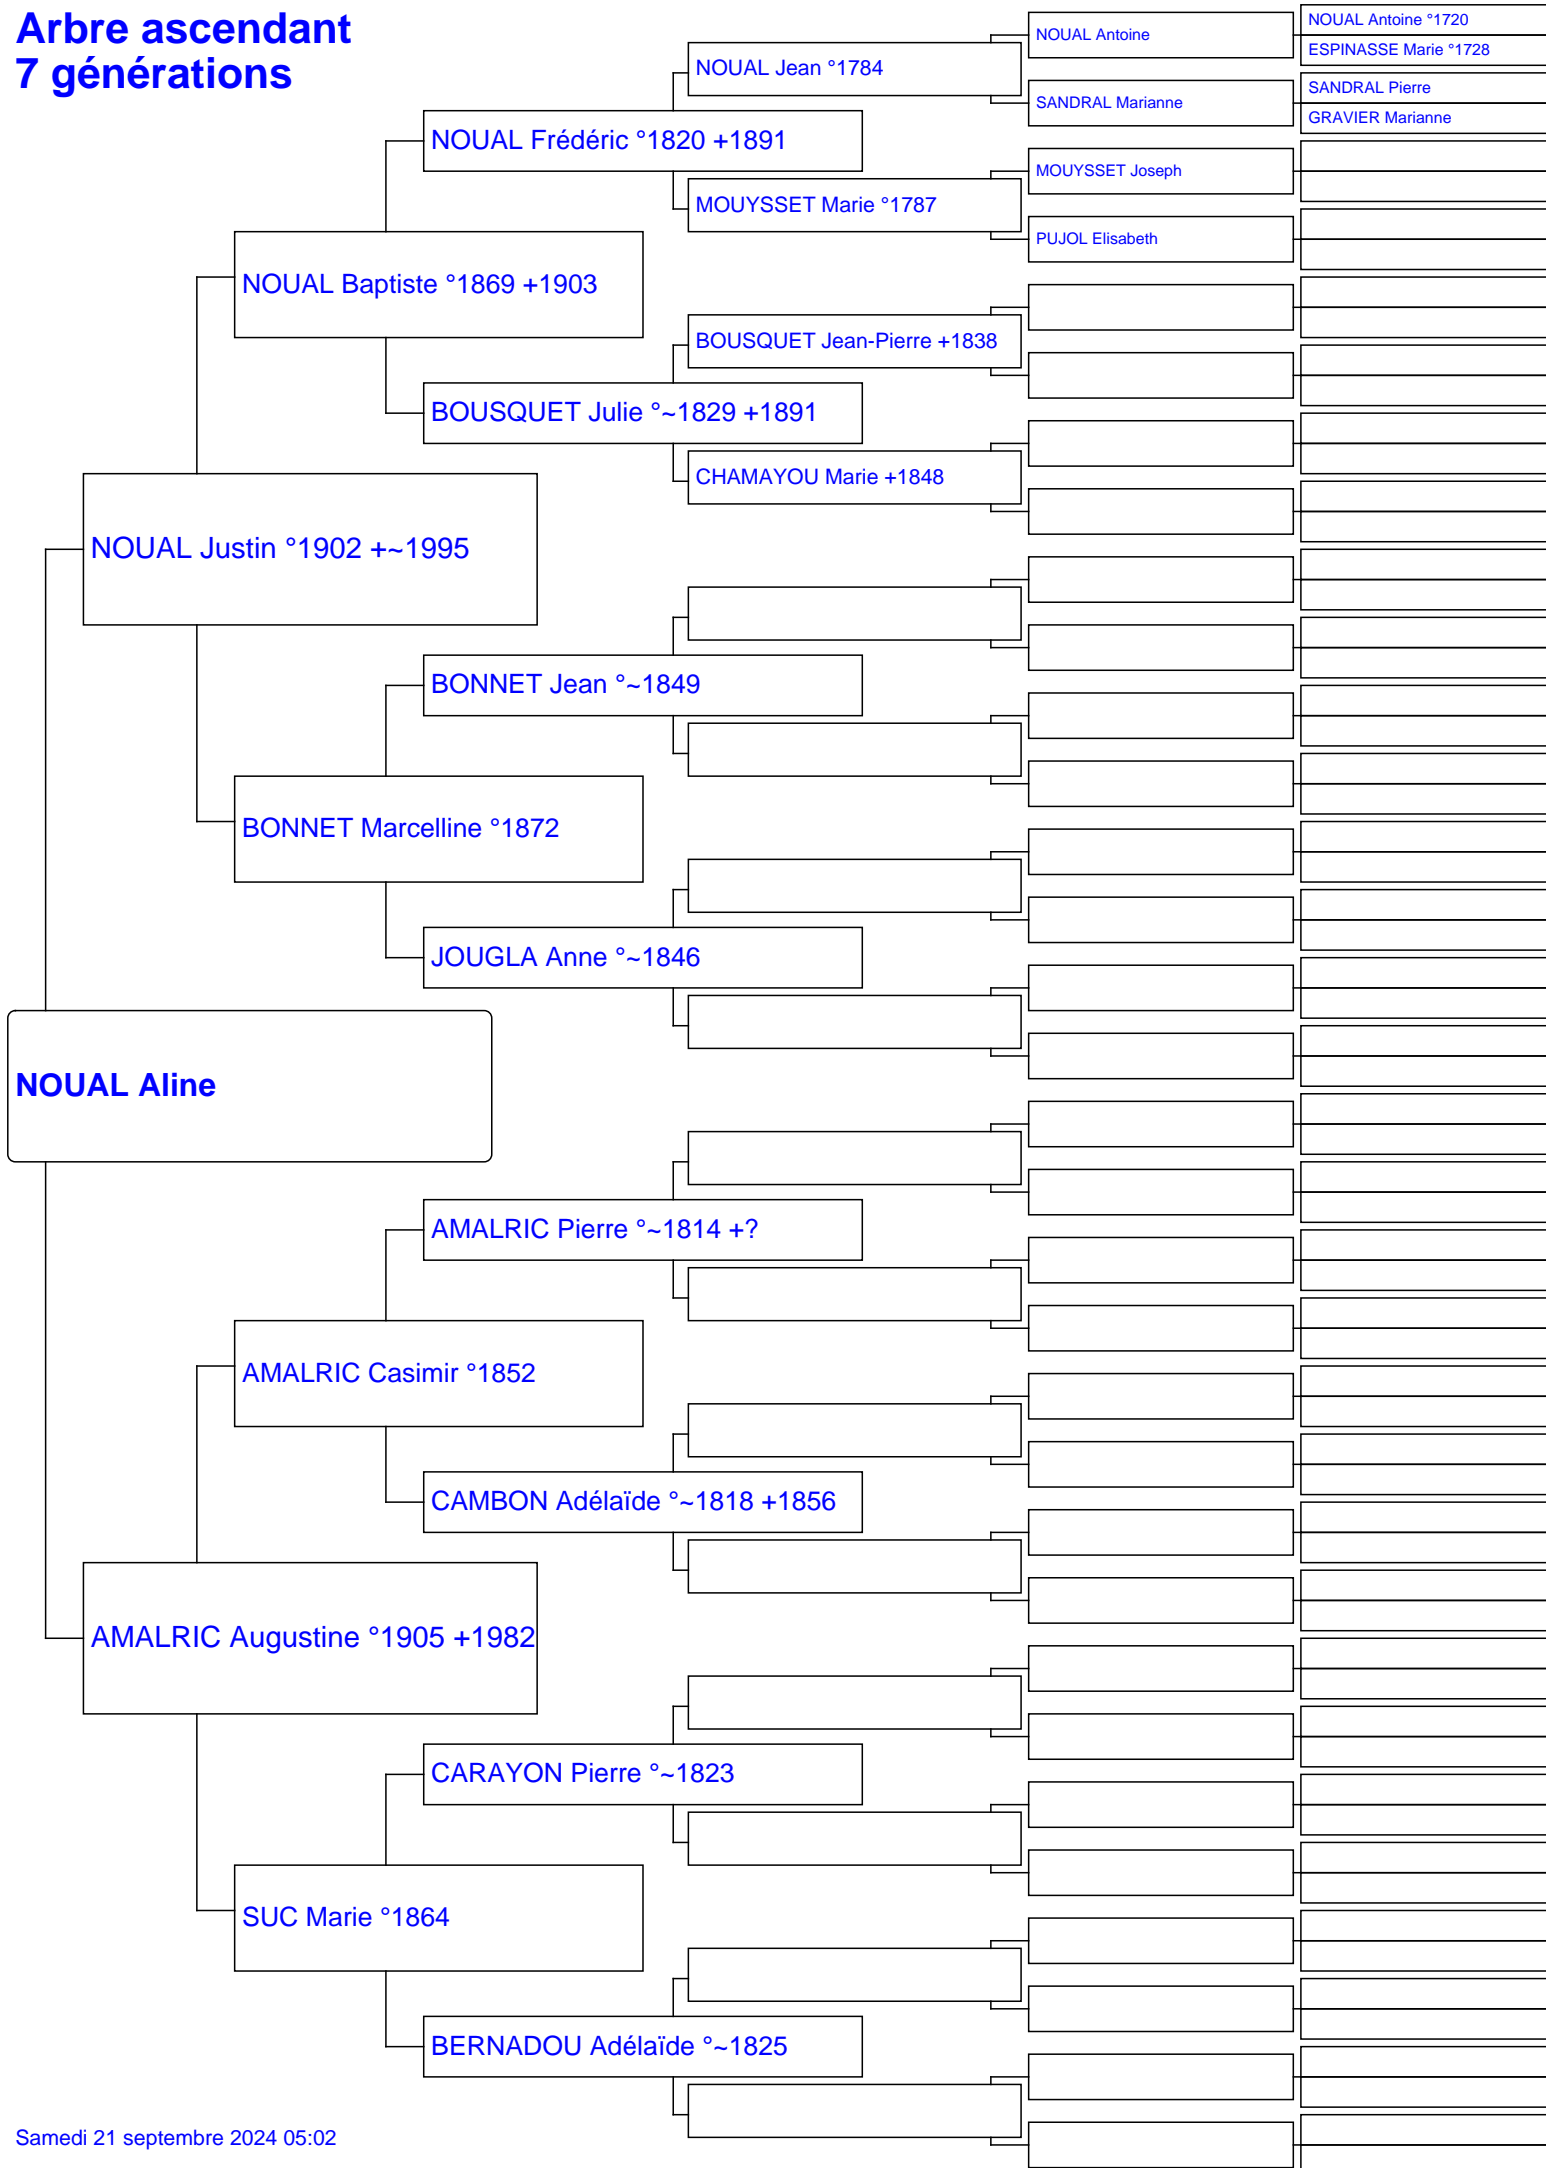 Arbre ascendant
7 générations
NOUAL Antoine °1720
NOUAL Antoine
ESPINASSE Marie °1728
NOUAL Jean °1784
SANDRAL Pierre
SANDRAL Marianne
GRAVIER Marianne
NOUAL Frédéric °1820 +1891
MOUYSSET Joseph
MOUYSSET Marie °1787
PUJOL Elisabeth
NOUAL Baptiste °1869 +1903
BOUSQUET Jean-Pierre +1838
BOUSQUET Julie °~1829 +1891
CHAMAYOU Marie +1848
NOUAL Justin °1902 +~1995
BONNET Jean °~1849
BONNET Marcelline °1872
JOUGLA Anne °~1846
NOUAL Aline
AMALRIC Pierre °~1814 +?
AMALRIC Casimir °1852
CAMBON Adélaïde °~1818 +1856
AMALRIC Augustine °1905 +1982
CARAYON Pierre °~1823
SUC Marie °1864
BERNADOU Adélaïde °~1825
Samedi 21 septembre 2024 05:02